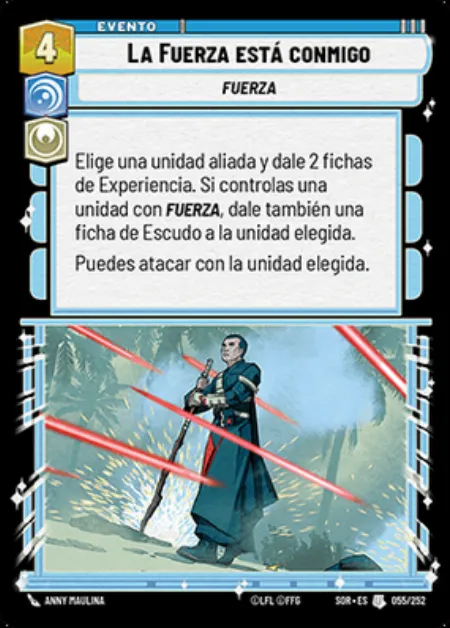 EVENTO
4
LA FUERZA ESTÁ CONMIGO
FUERZA
Elige una unidad aliada y dale 2 fichas
de Experiencia. Si controlas una
unidad con FUERZA, dale también una
ficha de Escudo a la unidad elegida.
Puedes atacar con la unidad elegida.
ANNY MAULINA
©LFL ©FFG
SOR•ES
055/252